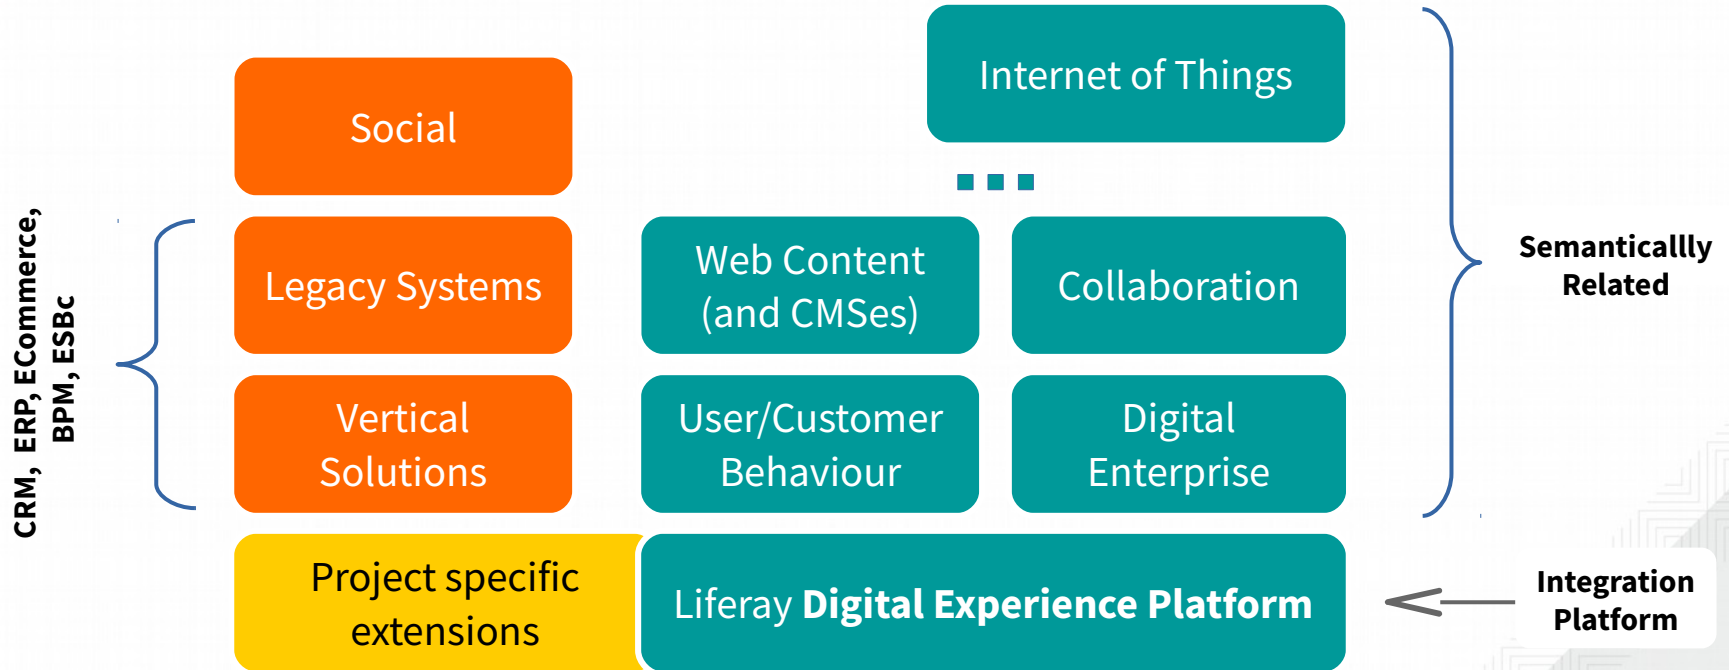 Internet of Things
Social
CRM, ERP, ECommerce,
BPM, ESBc
Legacy Systems
Web Content
(and CMSes)
Collaboration
Semanticallly
Related
Vertical
Solutions
User/Customer
Behaviour
Digital
Enterprise
Project specific
extensions
Liferay Digital Experience Platform
Integration
Platform